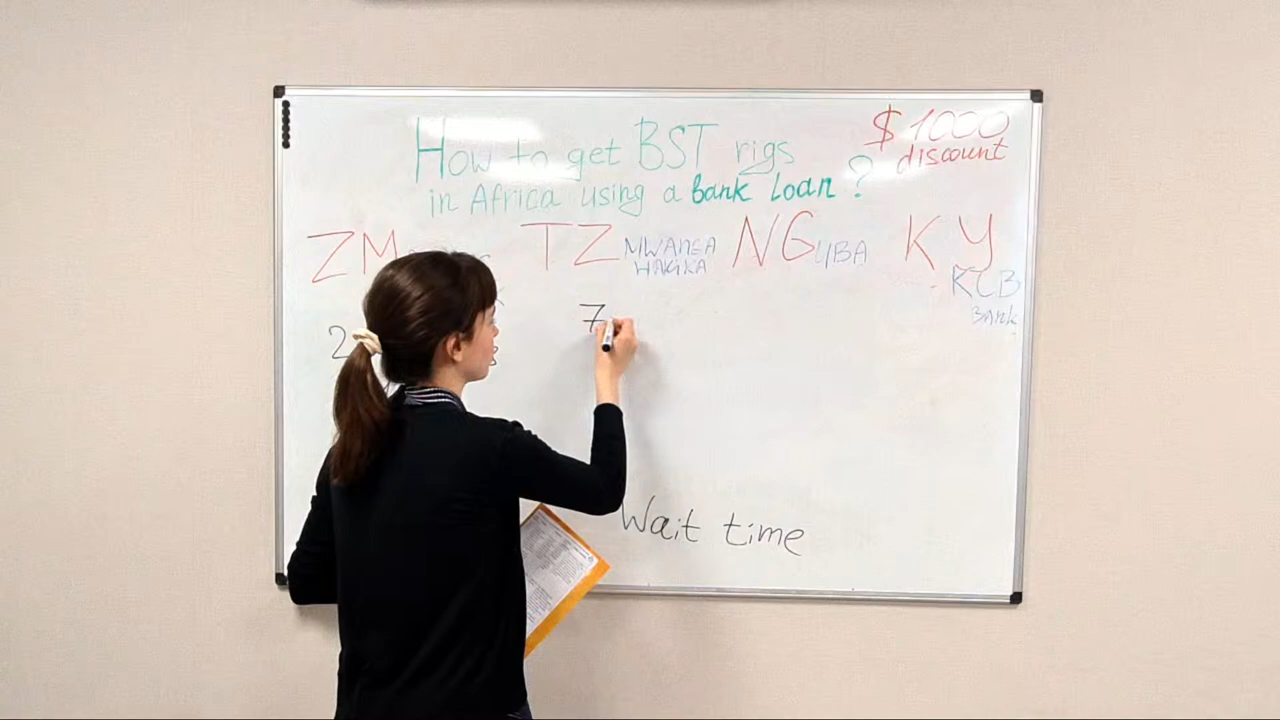 How to get BST rigs
in Africa using a bank loan?
$1000
discount
ZM
TZ MWANGA
HAKIKA
NG UBA
KY
KCB
BANK
2
7
Wait time